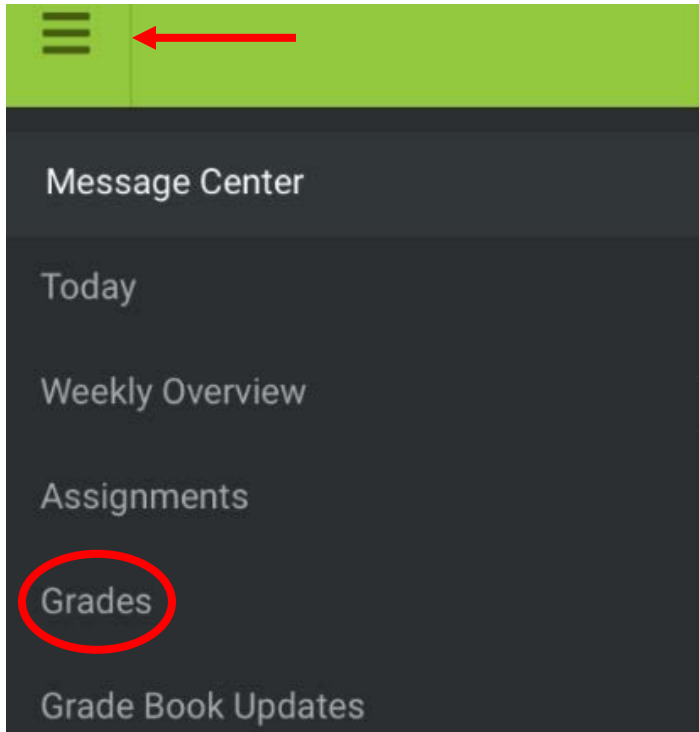 Message Center
Today
Weekly Overview
Assignments
Grades
Grade Book Updates